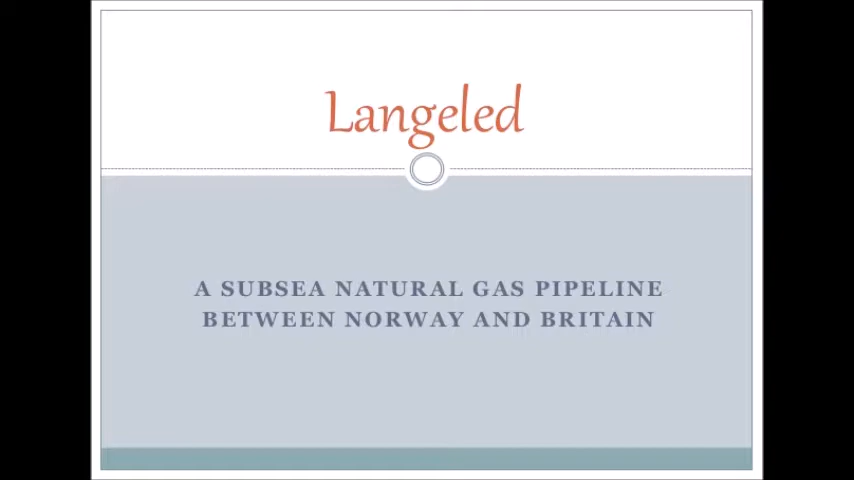 Langeled
A SUBSEA NATURAL GAS PIPELINE
BETWEEN NORWAY AND BRITAIN